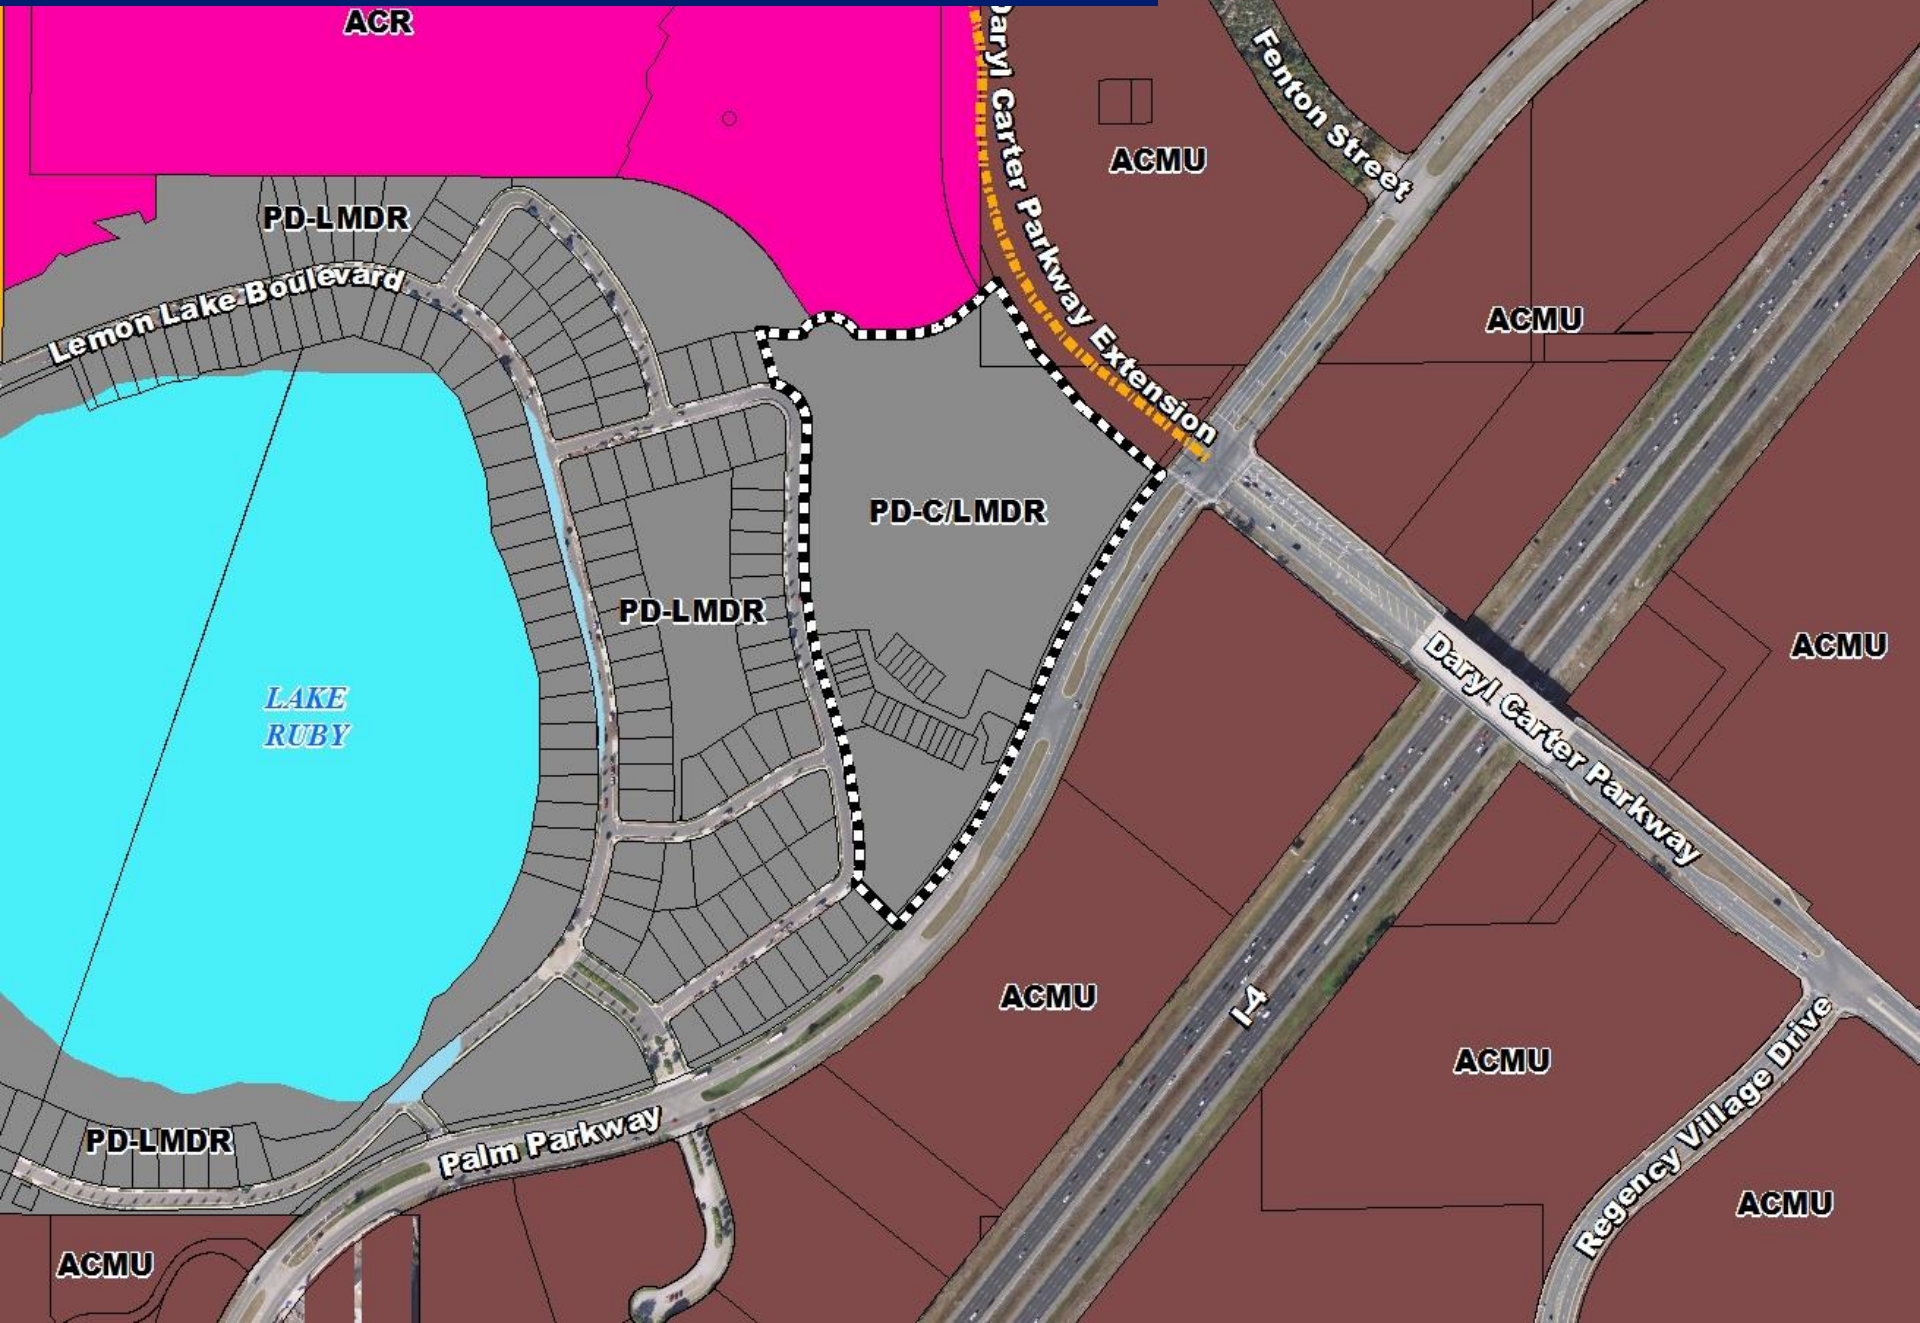 ACR
Daryl Carter Parkway Extension
Fenton Street
ACMU
PD-LMDR
Lemon Lake Boulevard
ACMU
PD-C/LMDR
PD-LMDR
ACMU
LAKE
RUBY
Daryl Carter Parkway
ACMU
I-4
ACMU
Regency Village Drive
PD-LMDR
Palm Parkway
ACMU
ACMU